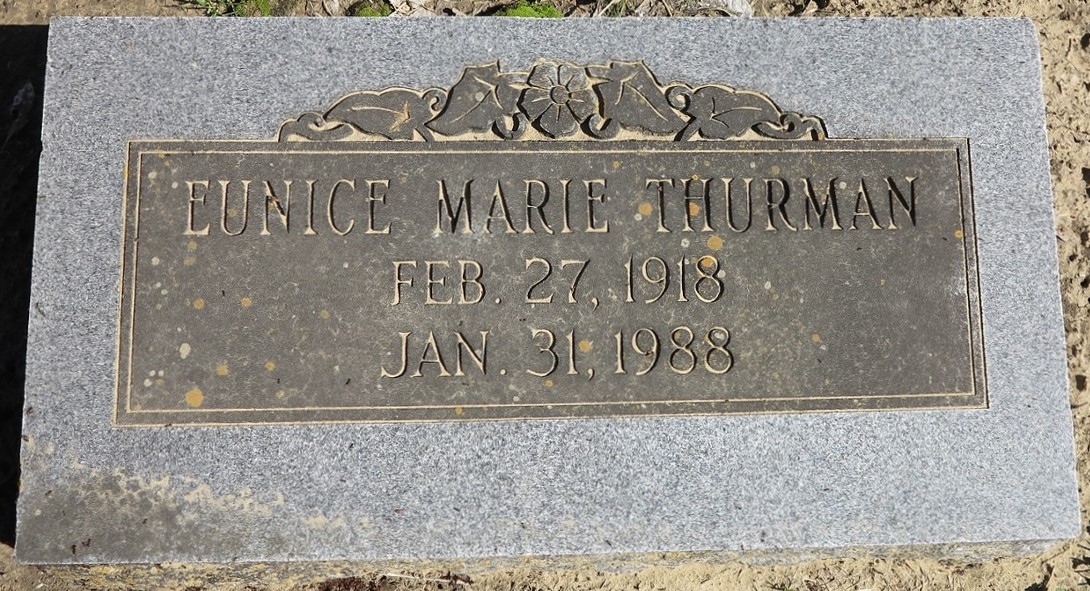 EUNICE MARIE THURMAN
FEB. 27, 1918
JAN. 31, 1988